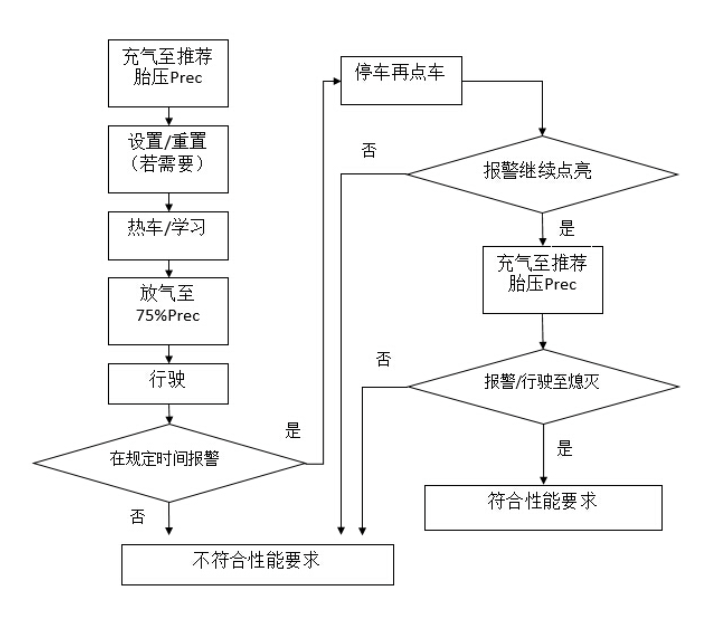 充气至推荐
胎压Prec
设置/重置
（若需要）
热车/学习
放气至
75%Prec
行驶
在规定时间报警
是
否
不符合性能要求
停车再点车
报警继续点亮
否
是
充气至推荐
胎压Prec
报警/行驶至熄灭
否
是
符合性能要求